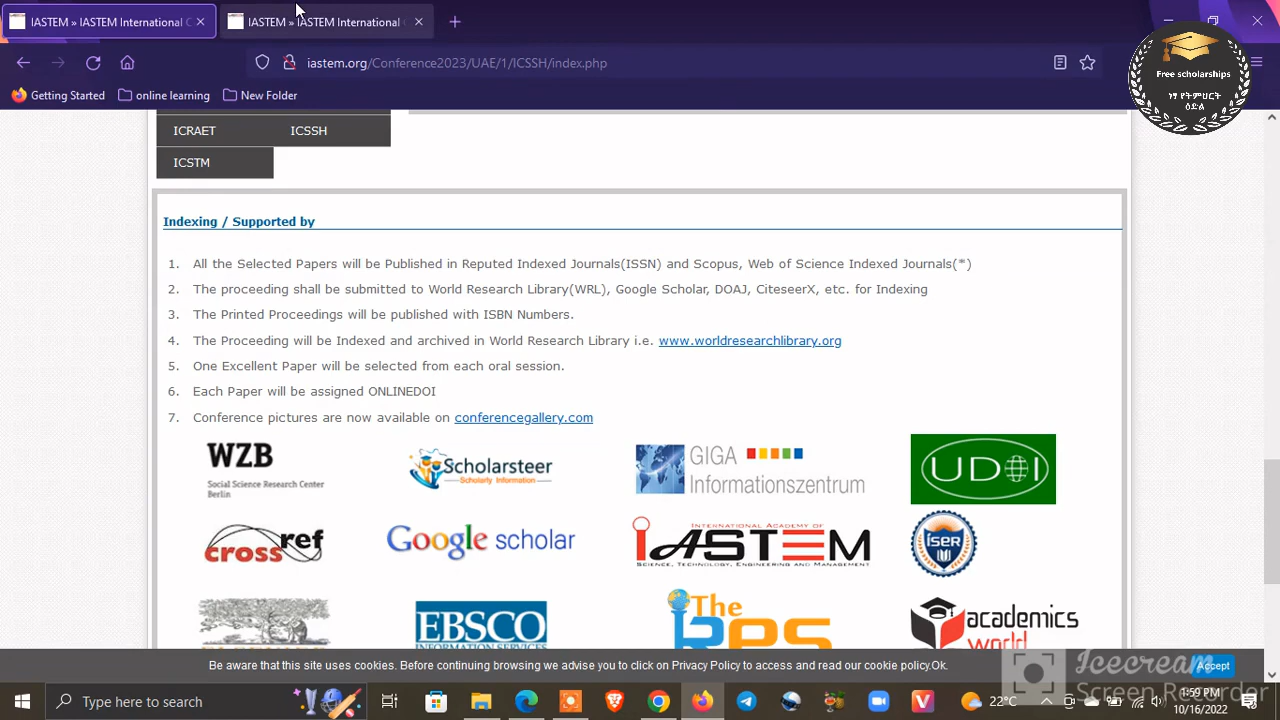 IASTEM » IASTEM International C
IASTEM » IASTEM International C
iastem.org/Conference2023/UAE/1/ICSSH/index.php
Getting Started
online learning
New Folder
Free scholarships
ነፃ የትምህርት
ዕድል
ICRAET
ICSSH
ICSTM
Indexing / Supported by
1. All the Selected Papers will be Published in Reputed Indexed Journals(ISSN) and Scopus, Web of Science Indexed Journals(*)
2. The proceeding shall be submitted to World Research Library(WRL), Google Scholar, DOAJ, CiteseerX, etc. for Indexing
3. The Printed Proceedings will be published with ISBN Numbers.
4. The Proceeding will be Indexed and archived in World Research Library i.e. www.worldresearchlibrary.org
5. One Excellent Paper will be selected from each oral session.
6. Each Paper will be assigned ONLINEDOI
7. Conference pictures are now available on conferencegallery.com
WZB
Social Science Research Center
Berlin
Scholarsteer
Scholarly Information
GIGA
Informationszentrum
UDOI
crossref
Google scholar
INTERNATIONAL ACADEMY OF
iASTEM
SCIENCE, TECHNOLOGY, ENGINEERING AND MANAGEMENT
iSER
EBSCO
INFORMATION SERVICES
The
academics
world
Be aware that this site uses cookies. Before continuing browsing we advise you to click on Privacy Policy to access and read our cookie policy.Ok.
Accept
Icecream
Screen Recorder
Type here to search
22°C
1:59 PM
10/16/2022